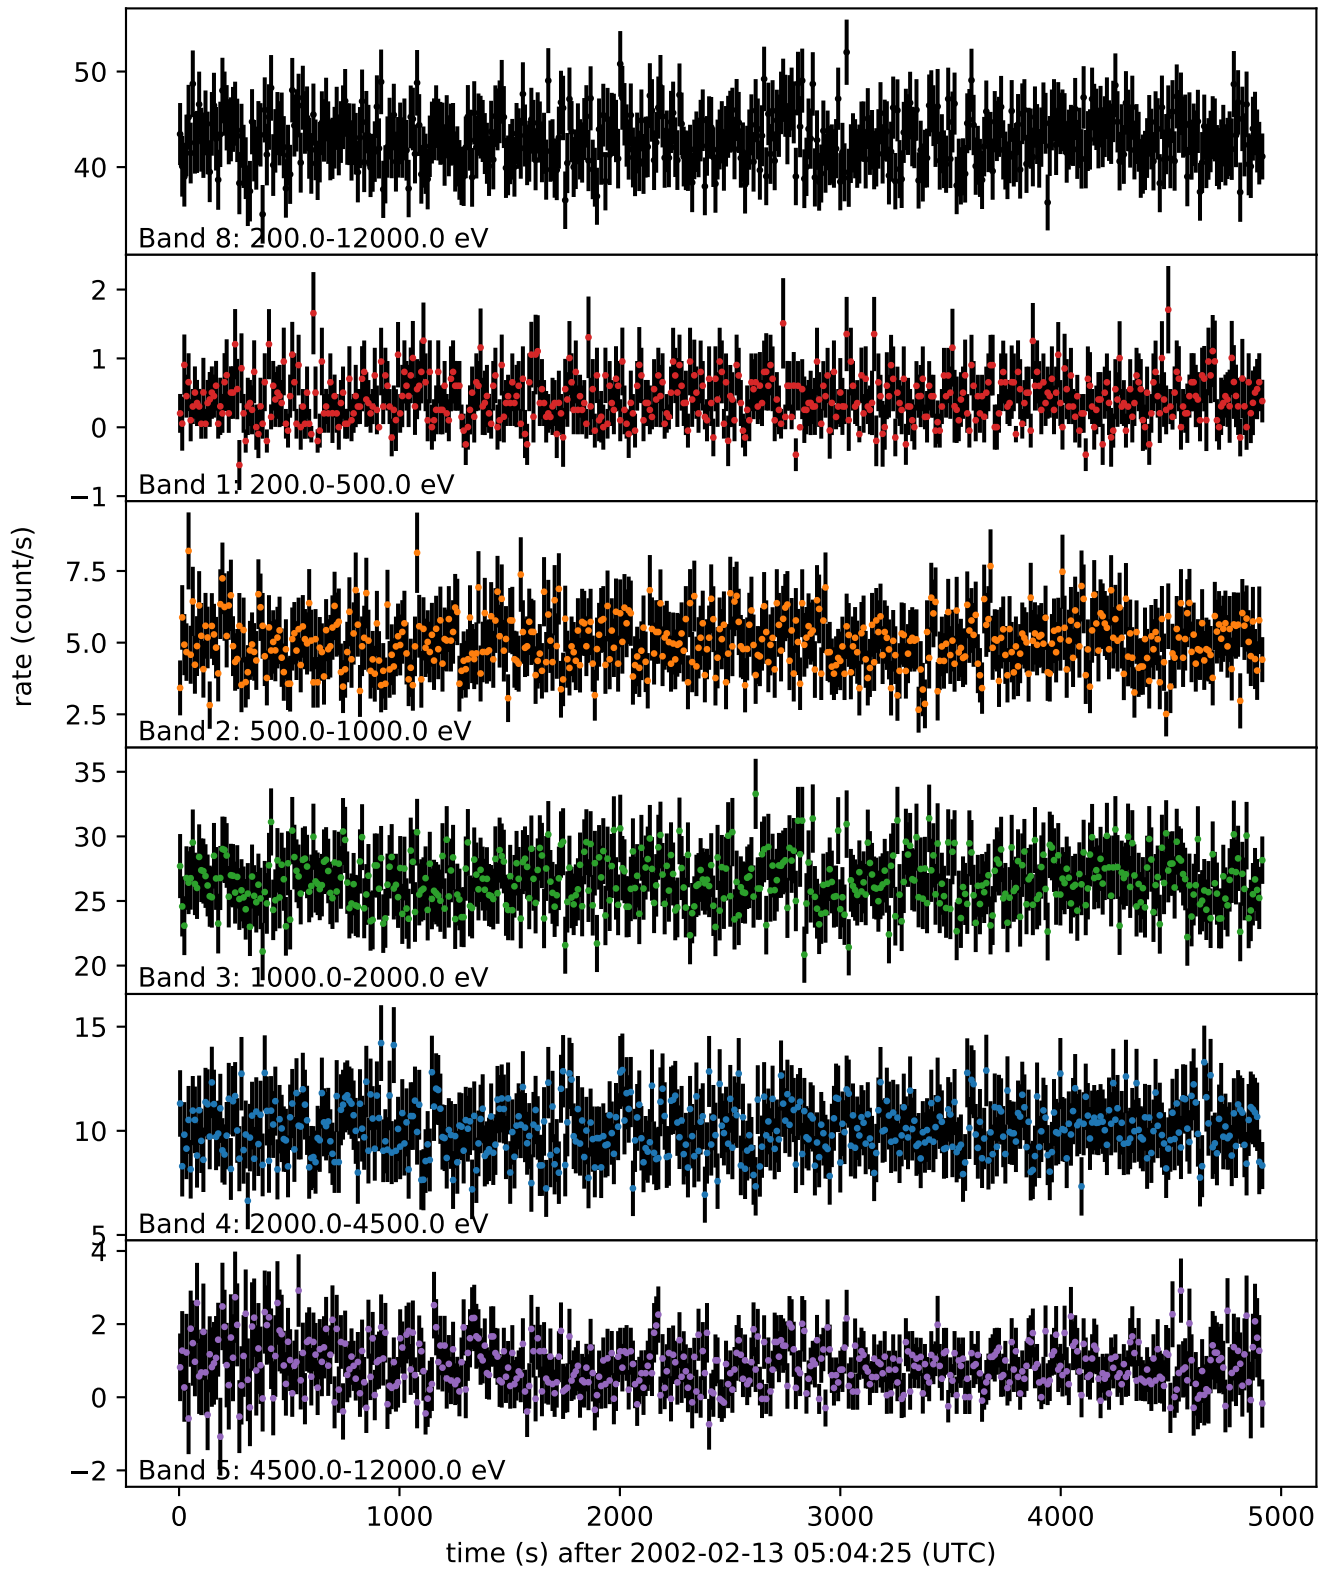 50
40
Band 8: 200.0-12000.0 eV
2
1
0
−1
Band 1: 200.0-500.0 eV
rate (count/s)
7.5
5.0
2.5
Band 2: 500.0-1000.0 eV
35
30
25
20
Band 3: 1000.0-2000.0 eV
15
10
5
Band 4: 2000.0-4500.0 eV
4
2
0
−2
Band 5: 4500.0-12000.0 eV
0 1000 2000 3000 4000 5000
time (s) after 2002-02-13 05:04:25 (UTC)